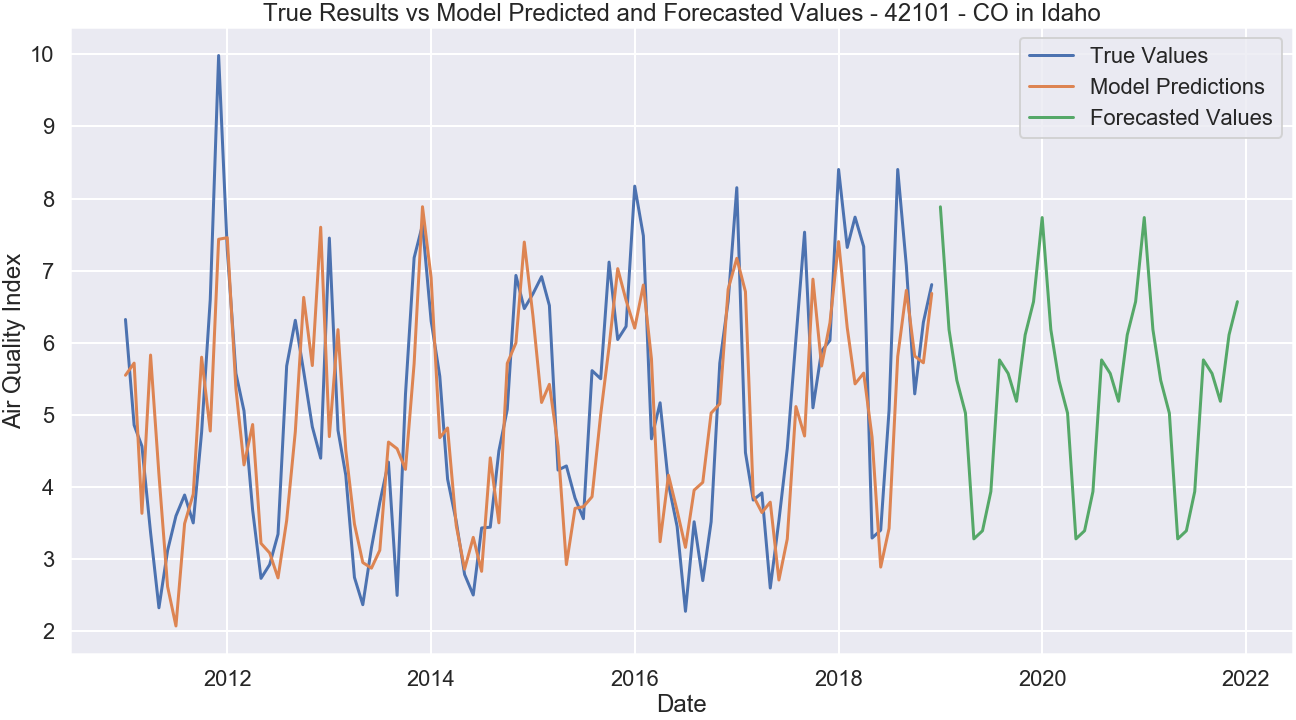 True Results vs Model Predicted and Forecasted Values - 42101 - CO in Idaho
True Values
Model Predictions
Forecasted Values
Air Quality Index
10
9
8
7
6
5
4
3
2
2012 2014 2016 2018 2020 2022
Date